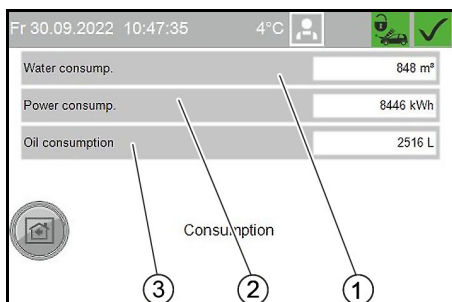 Fr 30.09.2022 10:47:35 4°C
Water consump. 848 m³
Power consump. 8446 kWh
Oil consumption 2516 L
Consumption
3 2 1